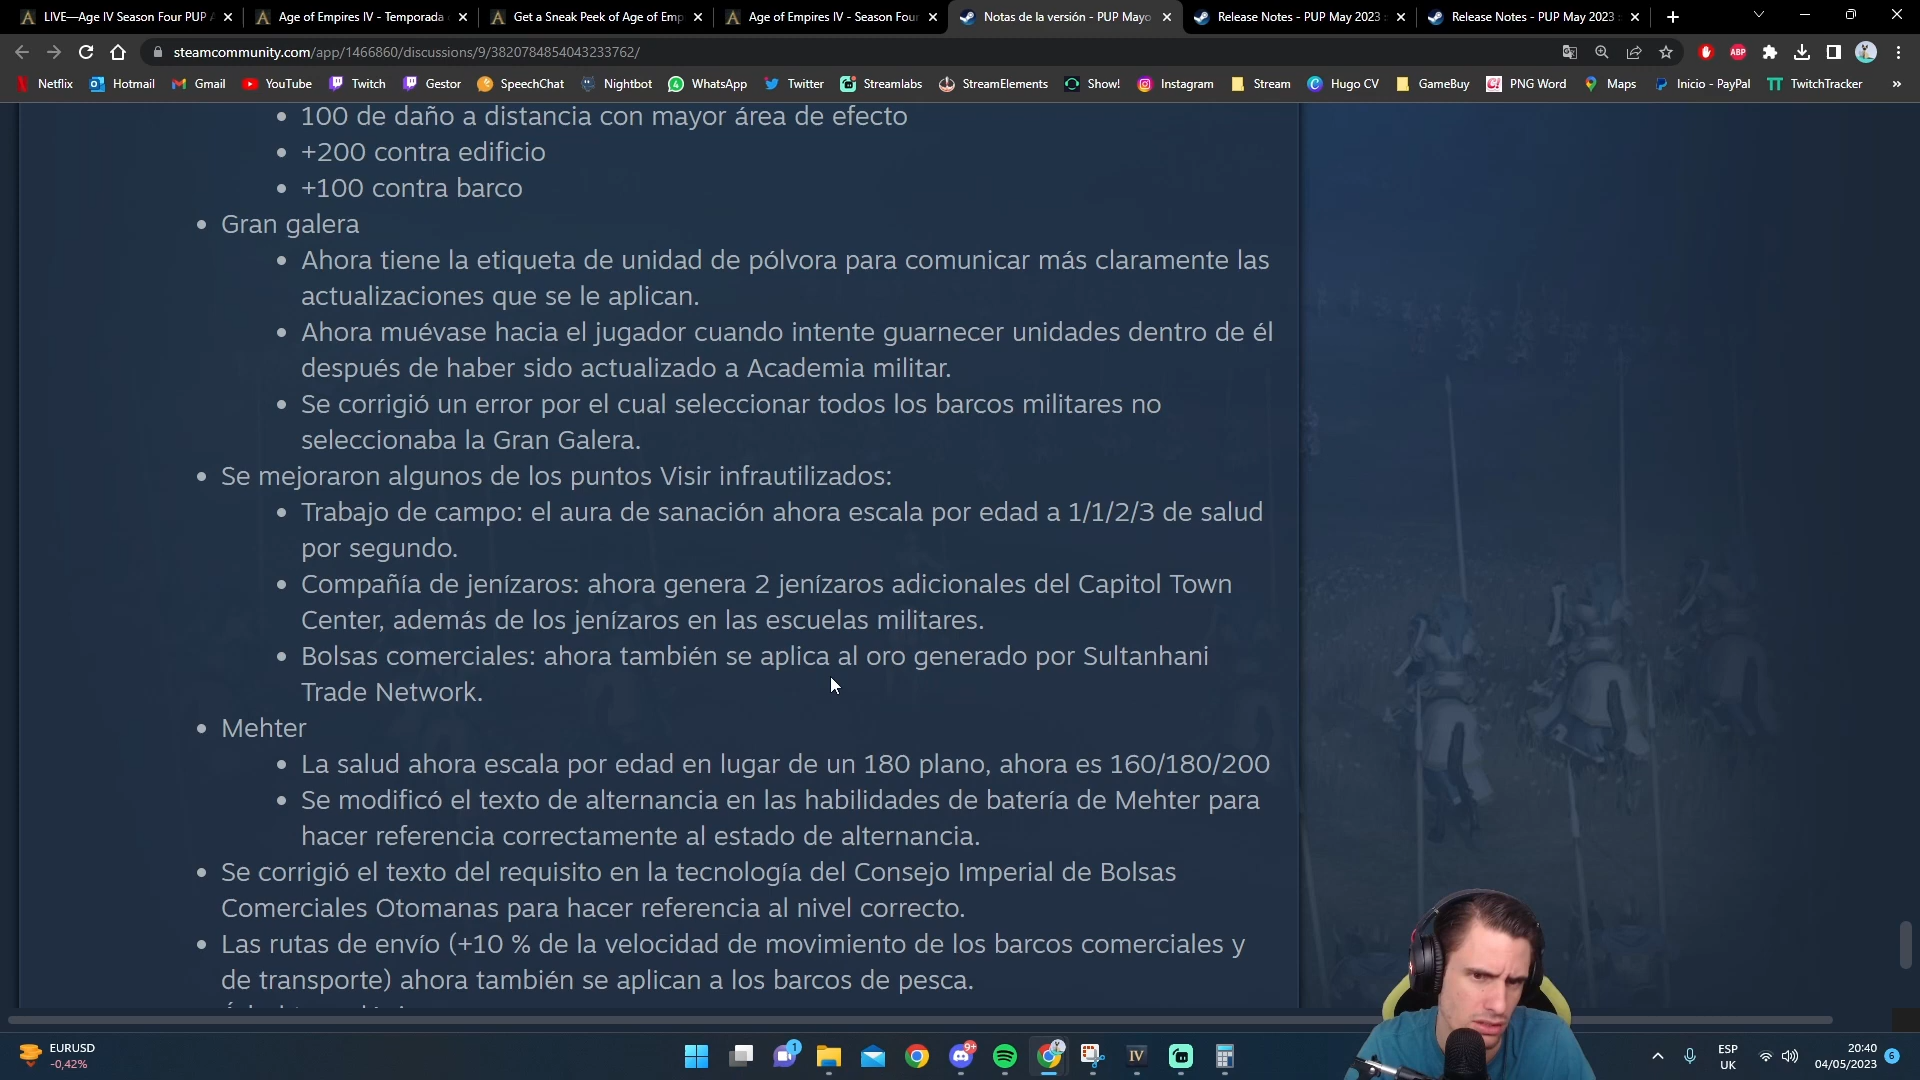 LIVE—Age IV Season Four PUP
Age of Empires IV - Temporada
Get a Sneak Peek of Age of Emp
Age of Empires IV - Season Four
Notas de la versión - PUP Mayo
Release Notes - PUP May 2023
Release Notes - PUP May 2023
steamcommunity.com/app/1466860/discussions/9/3820784854043233762/
ABP
Netflix Hotmail Gmail YouTube Twitch Gestor SpeechChat Nightbot WhatsApp Twitter Streamlabs StreamElements Show! Instagram Stream Hugo CV GameBuy PNG Word Maps Inicio - PayPal TwitchTracker »
• 100 de daño a distancia con mayor área de efecto
• +200 contra edificio
• +100 contra barco
• Gran galera
• Ahora tiene la etiqueta de unidad de pólvora para comunicar más claramente las
actualizaciones que se le aplican.
• Ahora muévase hacia el jugador cuando intente guarnecer unidades dentro de él
después de haber sido actualizado a Academia militar.
• Se corrigió un error por el cual seleccionar todos los barcos militares no
seleccionaba la Gran Galera.
• Se mejoraron algunos de los puntos Visir infrautilizados:
• Trabajo de campo: el aura de sanación ahora escala por edad a 1/1/2/3 de salud
por segundo.
• Compañía de jenízaros: ahora genera 2 jenízaros adicionales del Capitol Town
Center, además de los jenízaros en las escuelas militares.
• Bolsas comerciales: ahora también se aplica al oro generado por Sultanhani
Trade Network.
• Mehter
• La salud ahora escala por edad en lugar de un 180 plano, ahora es 160/180/200
• Se modificó el texto de alternancia en las habilidades de batería de Mehter para
hacer referencia correctamente al estado de alternancia.
• Se corrigió el texto del requisito en la tecnología del Consejo Imperial de Bolsas
Comerciales Otomanas para hacer referencia al nivel correcto.
• Las rutas de envío (+10 % de la velocidad de movimiento de los barcos comerciales y
de transporte) ahora también se aplican a los barcos de pesca.
EURUSD
-0,42%
1
9+
IV
ESP
UK
20:40
04/05/2023
6